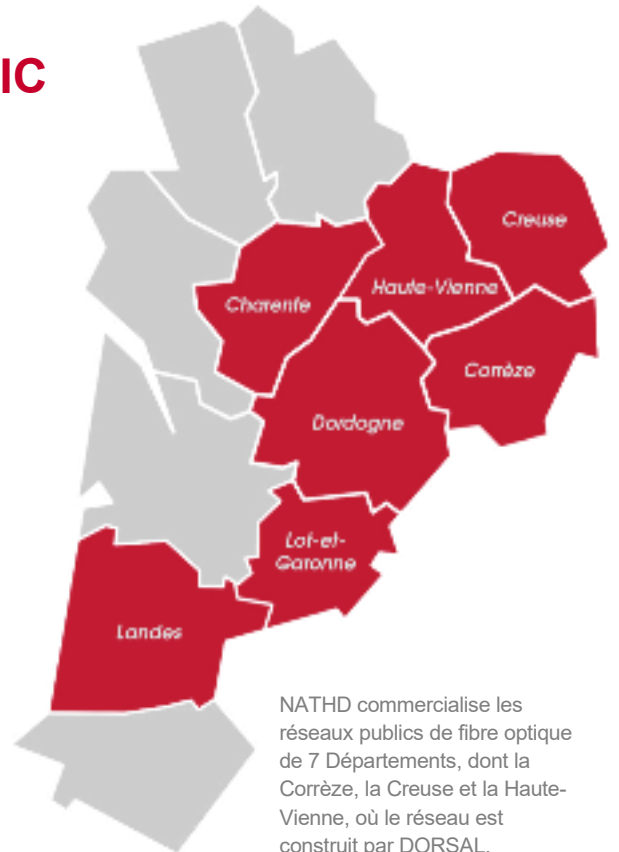 IC
Creuse
Haute-Vienne
Charente
Corrèze
Dordogne
Lot-et-
Garonne
Landes
NATHD commercialise les
réseaux publics de fibre optique
de 7 Départements, dont la
Corrèze, la Creuse et la Haute-
Vienne, où le réseau est
construit par DORSAL.